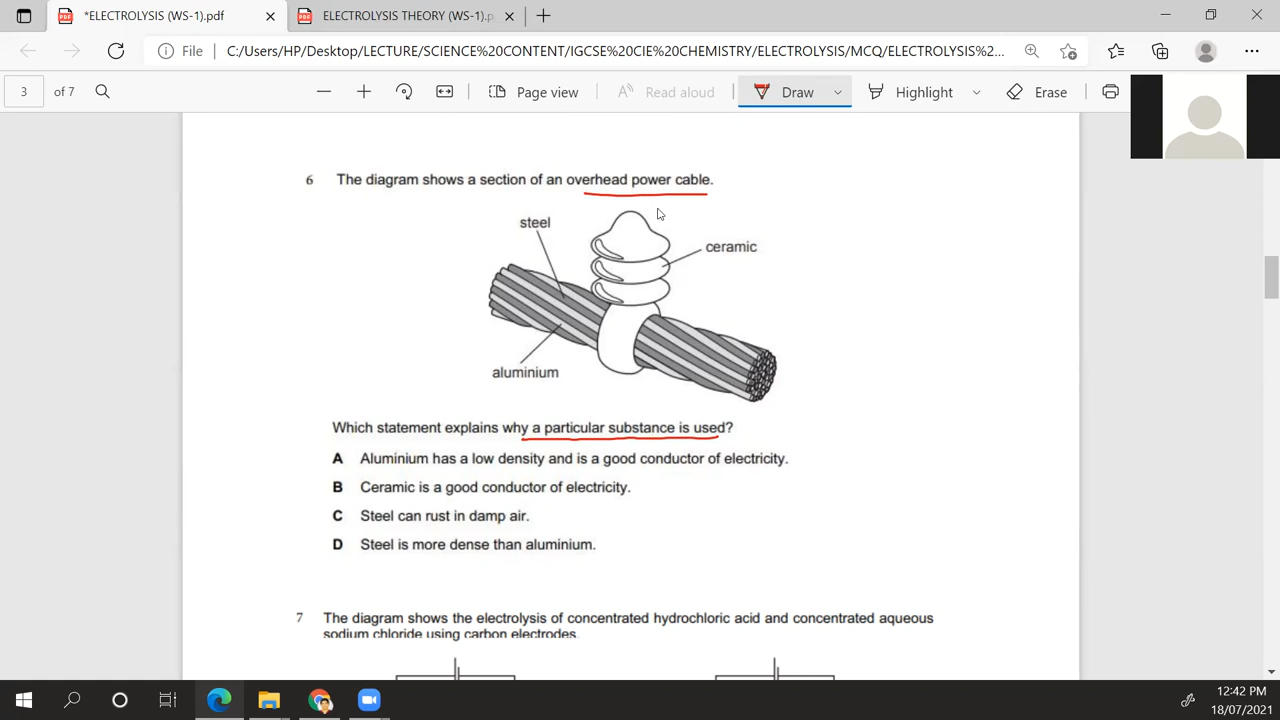 *ELECTROLYSIS (WS-1).pdf
ELECTROLYSIS THEORY (WS-1).p
File
C:/Users/HP/Desktop/LECTURE/SCIENCE%20CONTENT/IGCSE%20CIE%20CHEMISTRY/ELECTROLYSIS/MCQ/ELECTROLYSIS%2...
3 of 7
Page view
Read aloud
Draw
Highlight
Erase
6 The diagram shows a section of an overhead power cable.
steel
ceramic
aluminium
Which statement explains why a particular substance is used?
A Aluminium has a low density and is a good conductor of electricity.
B Ceramic is a good conductor of electricity.
C Steel can rust in damp air.
D Steel is more dense than aluminium.
7 The diagram shows the electrolysis of concentrated hydrochloric acid and concentrated aqueous
sodium chloride using carbon electrodes.
12:42 PM
18/07/2021